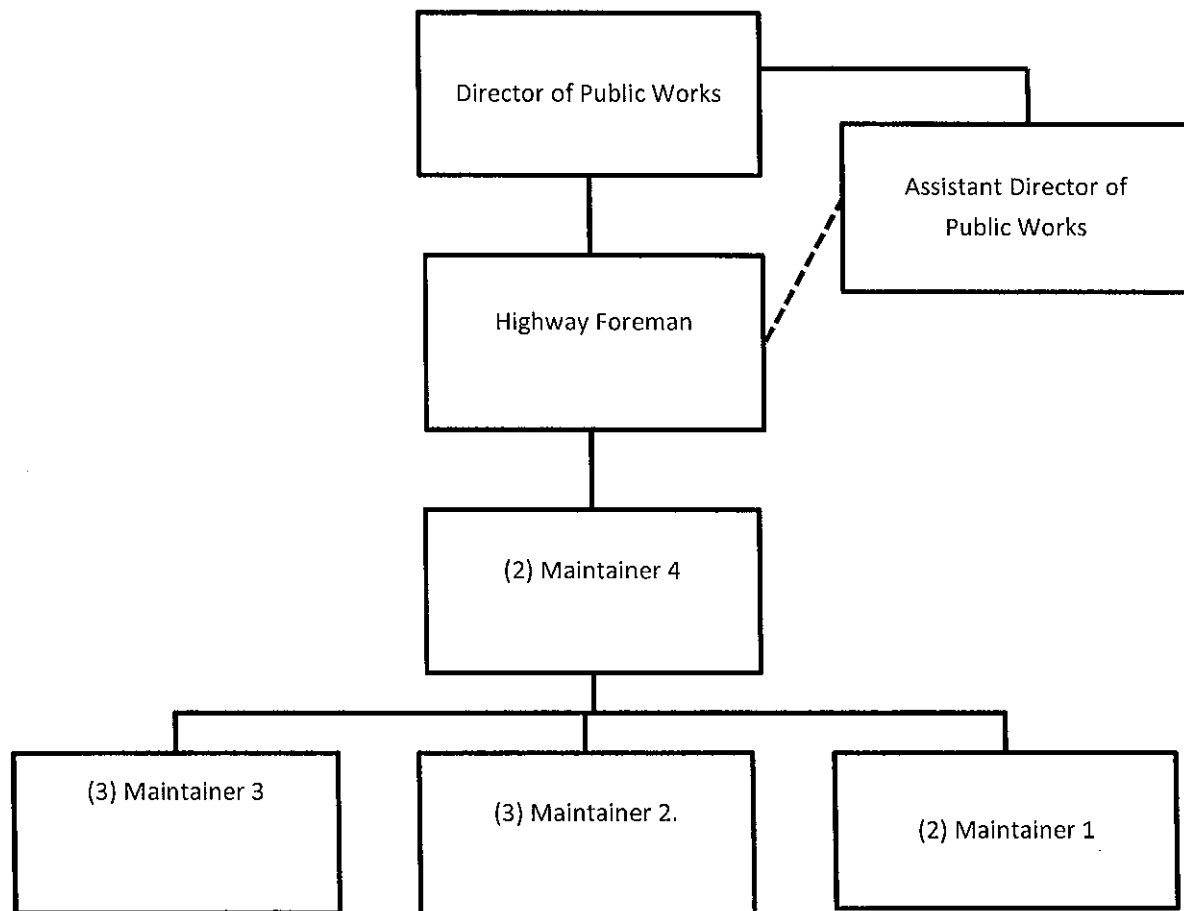 Director of Public Works
Assistant Director of
Public Works
Highway Foreman
(2) Maintainer 4
(3) Maintainer 3
(3) Maintainer 2.
(2) Maintainer 1